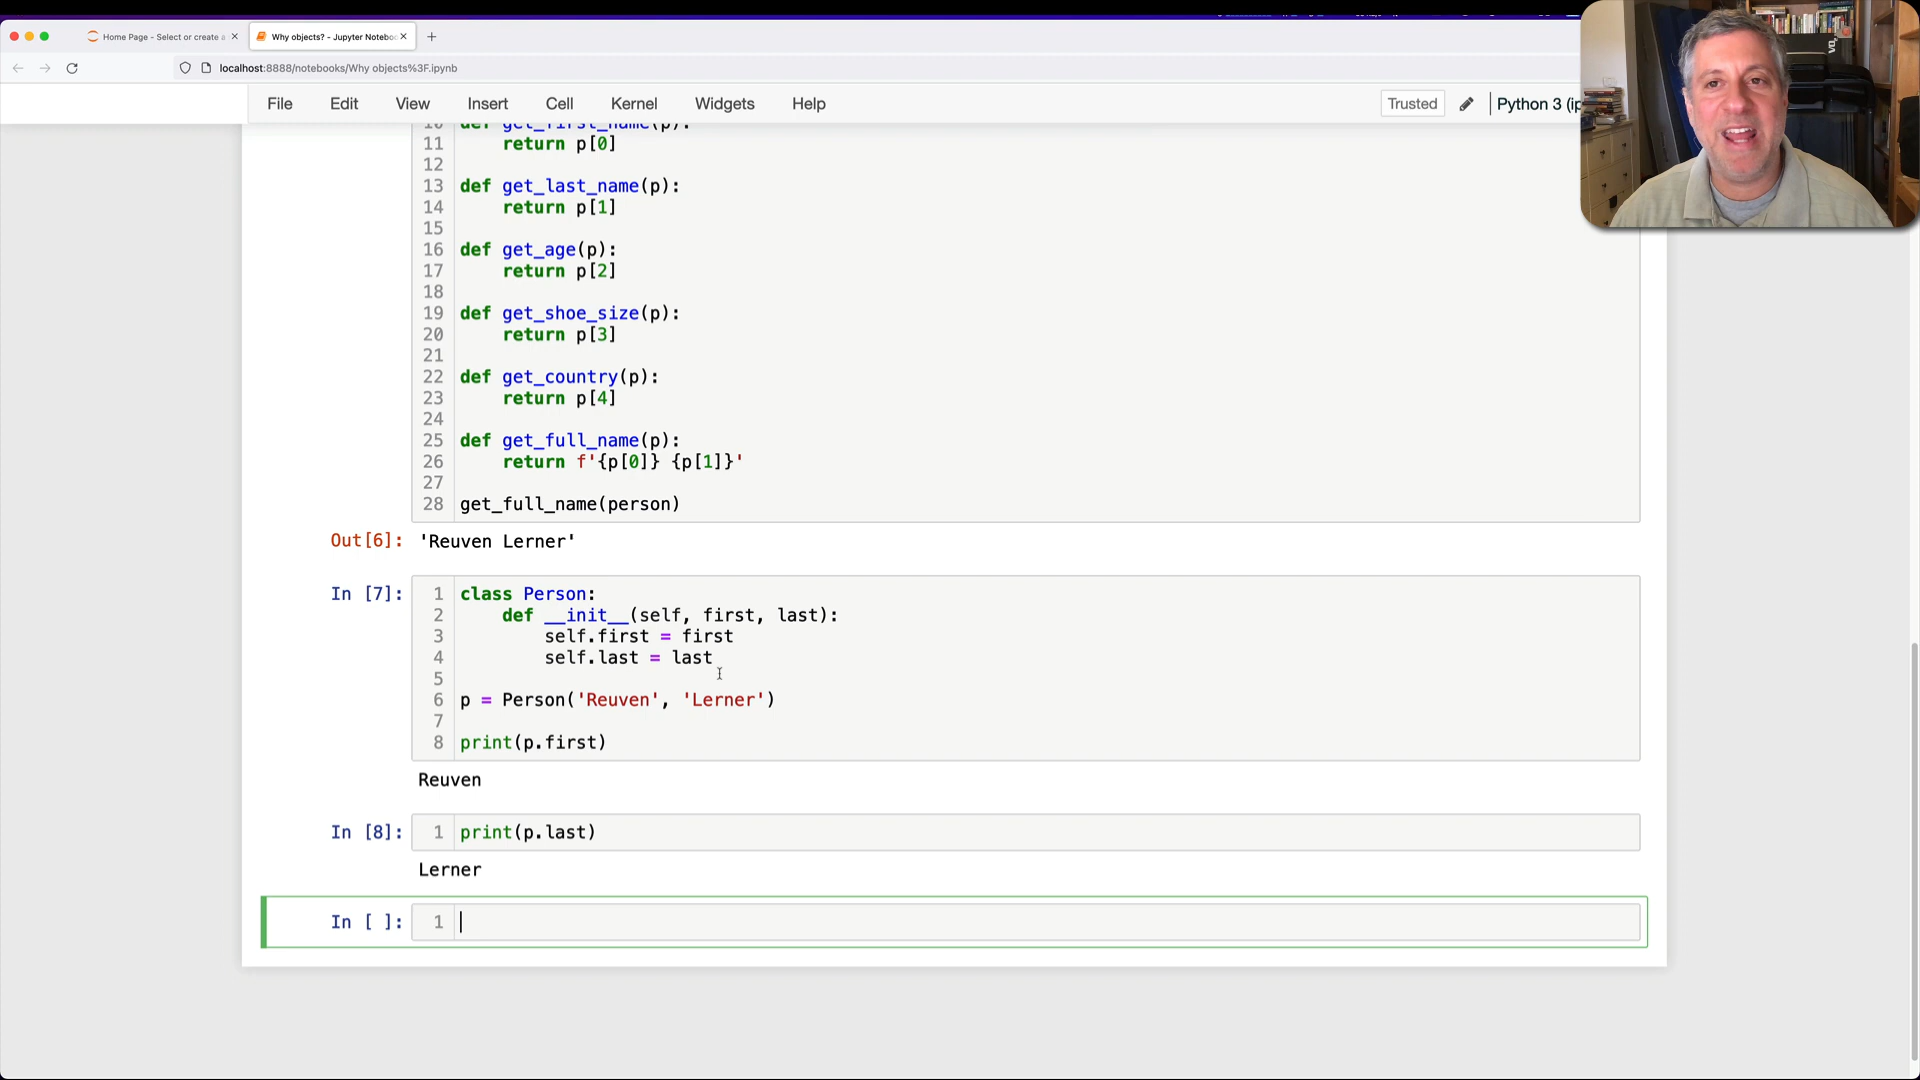 Home Page - Select or create a
Why objects? - Jupyter Notebo
localhost:8888/notebooks/Why objects%3F.ipynb
File Edit View Insert Cell Kernel Widgets Help Trusted Python 3 (ip
10 def get_first_name(p):
11 return p[0]
12
13 def get_last_name(p):
14 return p[1]
15
16 def get_age(p):
17 return p[2]
18
19 def get_shoe_size(p):
20 return p[3]
21
22 def get_country(p):
23 return p[4]
24
25 def get_full_name(p):
26 return f'{p[0]} {p[1]}'
27
28 get_full_name(person)
Out[6]: 'Reuven Lerner'
In [7]: 1 class Person:
2 def __init__(self, first, last):
3 self.first = first
4 self.last = last
5
6 p = Person('Reuven', 'Lerner')
7
8 print(p.first)
Reuven
In [8]: 1 print(p.last)
Lerner
In [ ]: 1